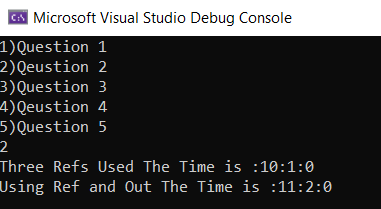 Microsoft Visual Studio Debug Console
1)Question 1
2)Qeustion 2
3)Question 3
4)Qeustion 4
5)Question 5
2
Three Refs Used The Time is :10:1:0
Using Ref and Out The Time is :11:2:0